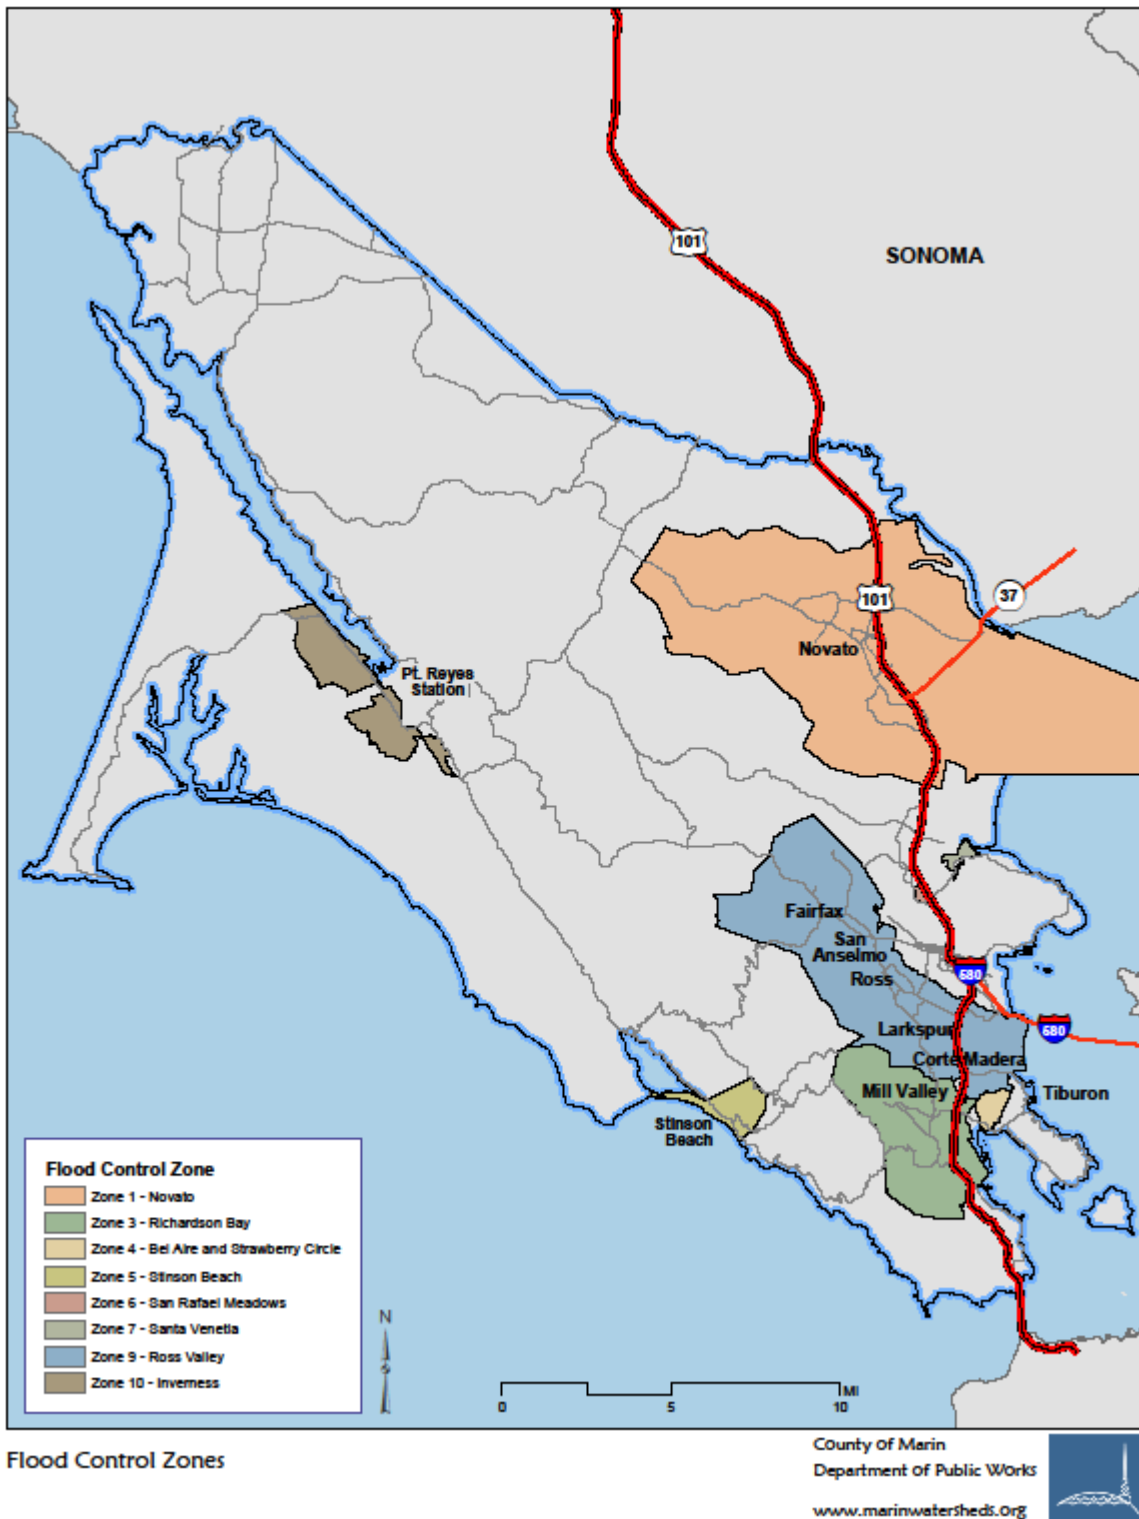 101
SONOMA
37
101
Novato
Pt. Reyes
Station
Fairfax
San
Anselmo
Ross
580
Larkspur
580
Corte Madera
Mill Valley
Tiburon
Stinson
Beach
Flood Control Zone
Zone 1 - Novato
Zone 3 - Richardson Bay
Zone 4 - Bel Aire and Strawberry Circle
Zone 5 - Stinson Beach
Zone 6 - San Rafael Meadows
Zone 7 - Santa Venetia
Zone 9 - Ross Valley
Zone 10 - Inverness
N
MI
0 5 10
Flood Control Zones
County of Marin
Department of Public Works
www.marinwatersheds.org